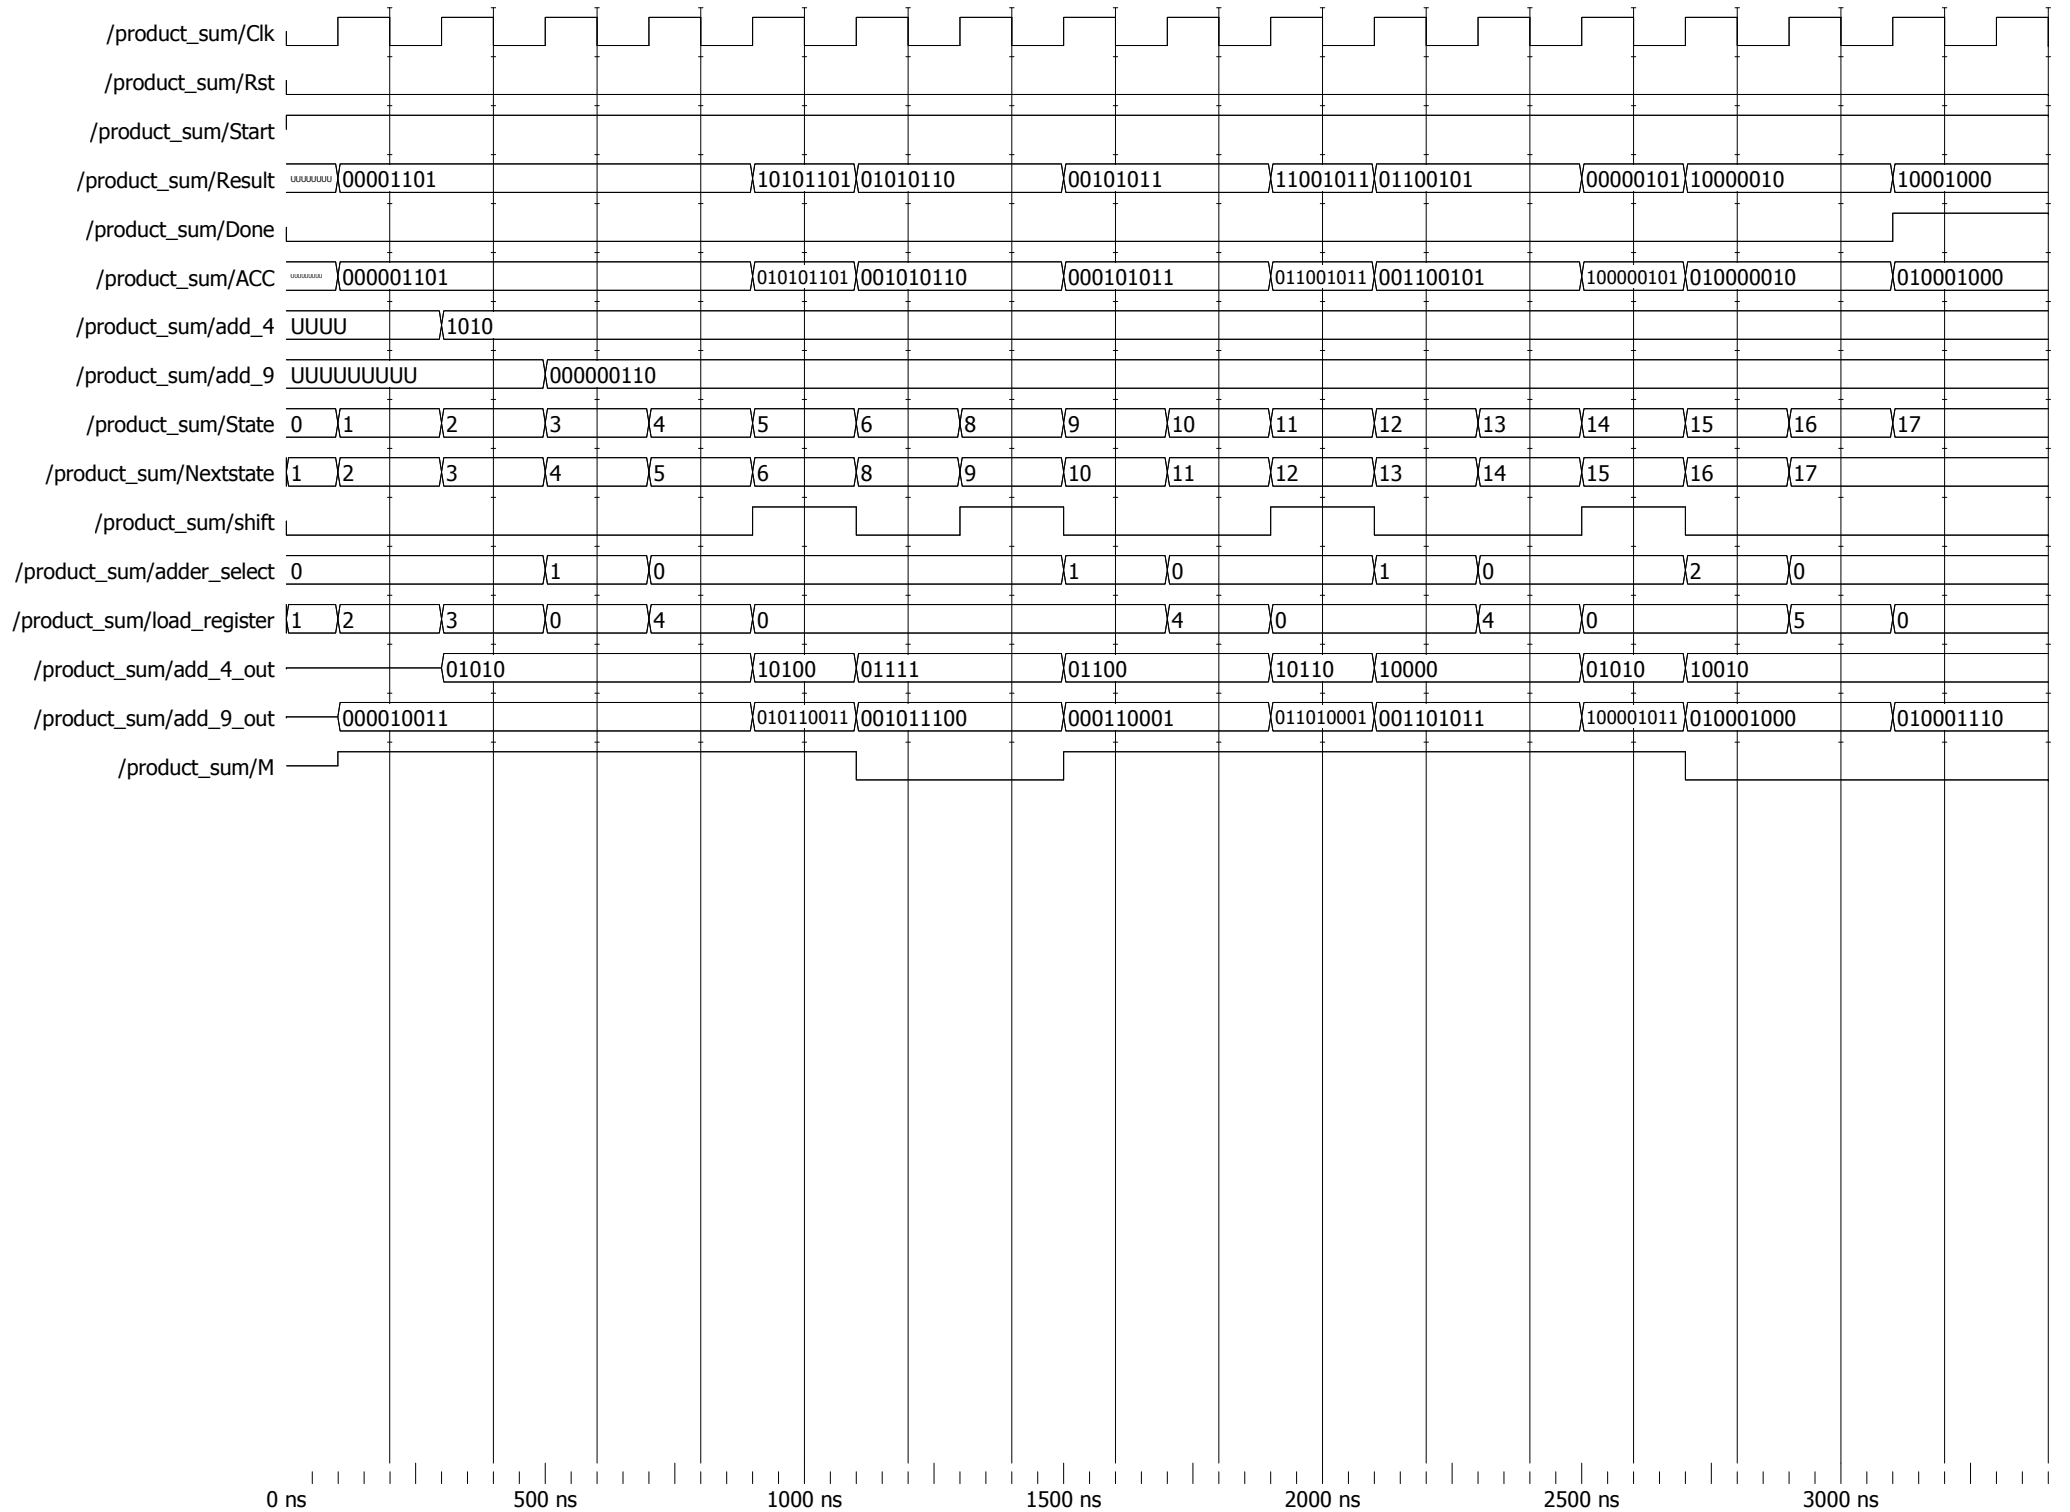 /product_sum/Clk
/product_sum/Rst
/product_sum/Start
/product_sum/Result UUUUUUUU 00001101 10101101 01010110 00101011 11001011 01100101 00000101 10000010 10001000
/product_sum/Done
/product_sum/ACC UUUUUUUUU 000001101 010101101 001010110 000101011 011001011 001100101 100000101 010000010 010001000
/product_sum/add_4 UUUU 1010
/product_sum/add_9 UUUUUUUUU 000000110
/product_sum/State 0 1 2 3 4 5 6 8 9 10 11 12 13 14 15 16 17
/product_sum/Nextstate 1 2 3 4 5 6 8 9 10 11 12 13 14 15 16 17
/product_sum/shift
/product_sum/adder_select 0 1 0 1 0 1 0 2 0
/product_sum/load_register 1 2 3 0 4 0 4 0 4 0 5 0
/product_sum/add_4_out 01010 10100 01111 01100 10110 10000 01010 10010
/product_sum/add_9_out 000010011 010110011 001011100 000110001 011010001 001101011 100001011 010001000 010001110
/product_sum/M
0 ns 500 ns 1000 ns 1500 ns 2000 ns 2500 ns 3000 ns